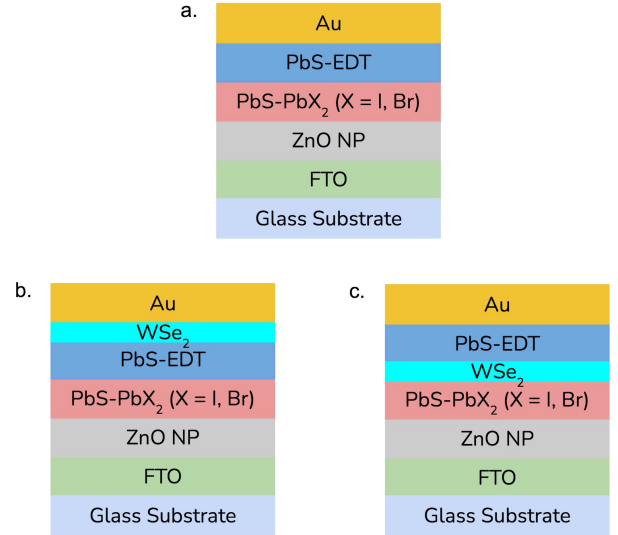 a.
Au
PbS-EDT
PbS-PbX₂ (X = I, Br)
ZnO NP
FTO
Glass Substrate
b.
Au
WSe₂
PbS-EDT
PbS-PbX₂ (X = I, Br)
ZnO NP
FTO
Glass Substrate
c.
Au
PbS-EDT
WSe₂
PbS-PbX₂ (X = I, Br)
ZnO NP
FTO
Glass Substrate